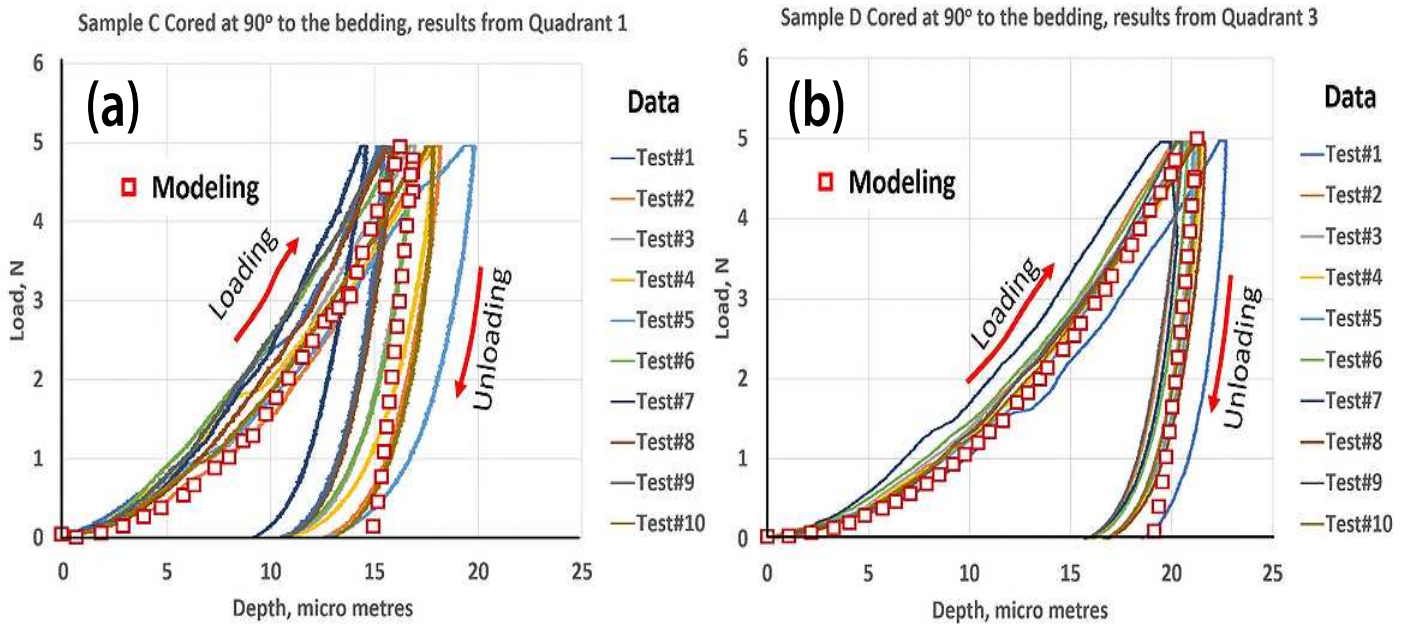 Sample C Cored at 90º to the bedding, results from Quadrant 1
(a)
Load, N
6
5
4
3
2
1
0
0 5 10 15 20 25
Depth, micro metres
Modeling
Loading
Unloading
Data
Test#1
Test#2
Test#3
Test#4
Test#5
Test#6
Test#7
Test#8
Test#9
Test#10
Sample D Cored at 90º to the bedding, results from Quadrant 3
(b)
Load, N
6
5
4
3
2
1
0
0 5 10 15 20 25
Depth, micro metres
Modeling
Loading
Unloading
Data
Test#1
Test#2
Test#3
Test#4
Test#5
Test#6
Test#7
Test#8
Test#9
Test#10